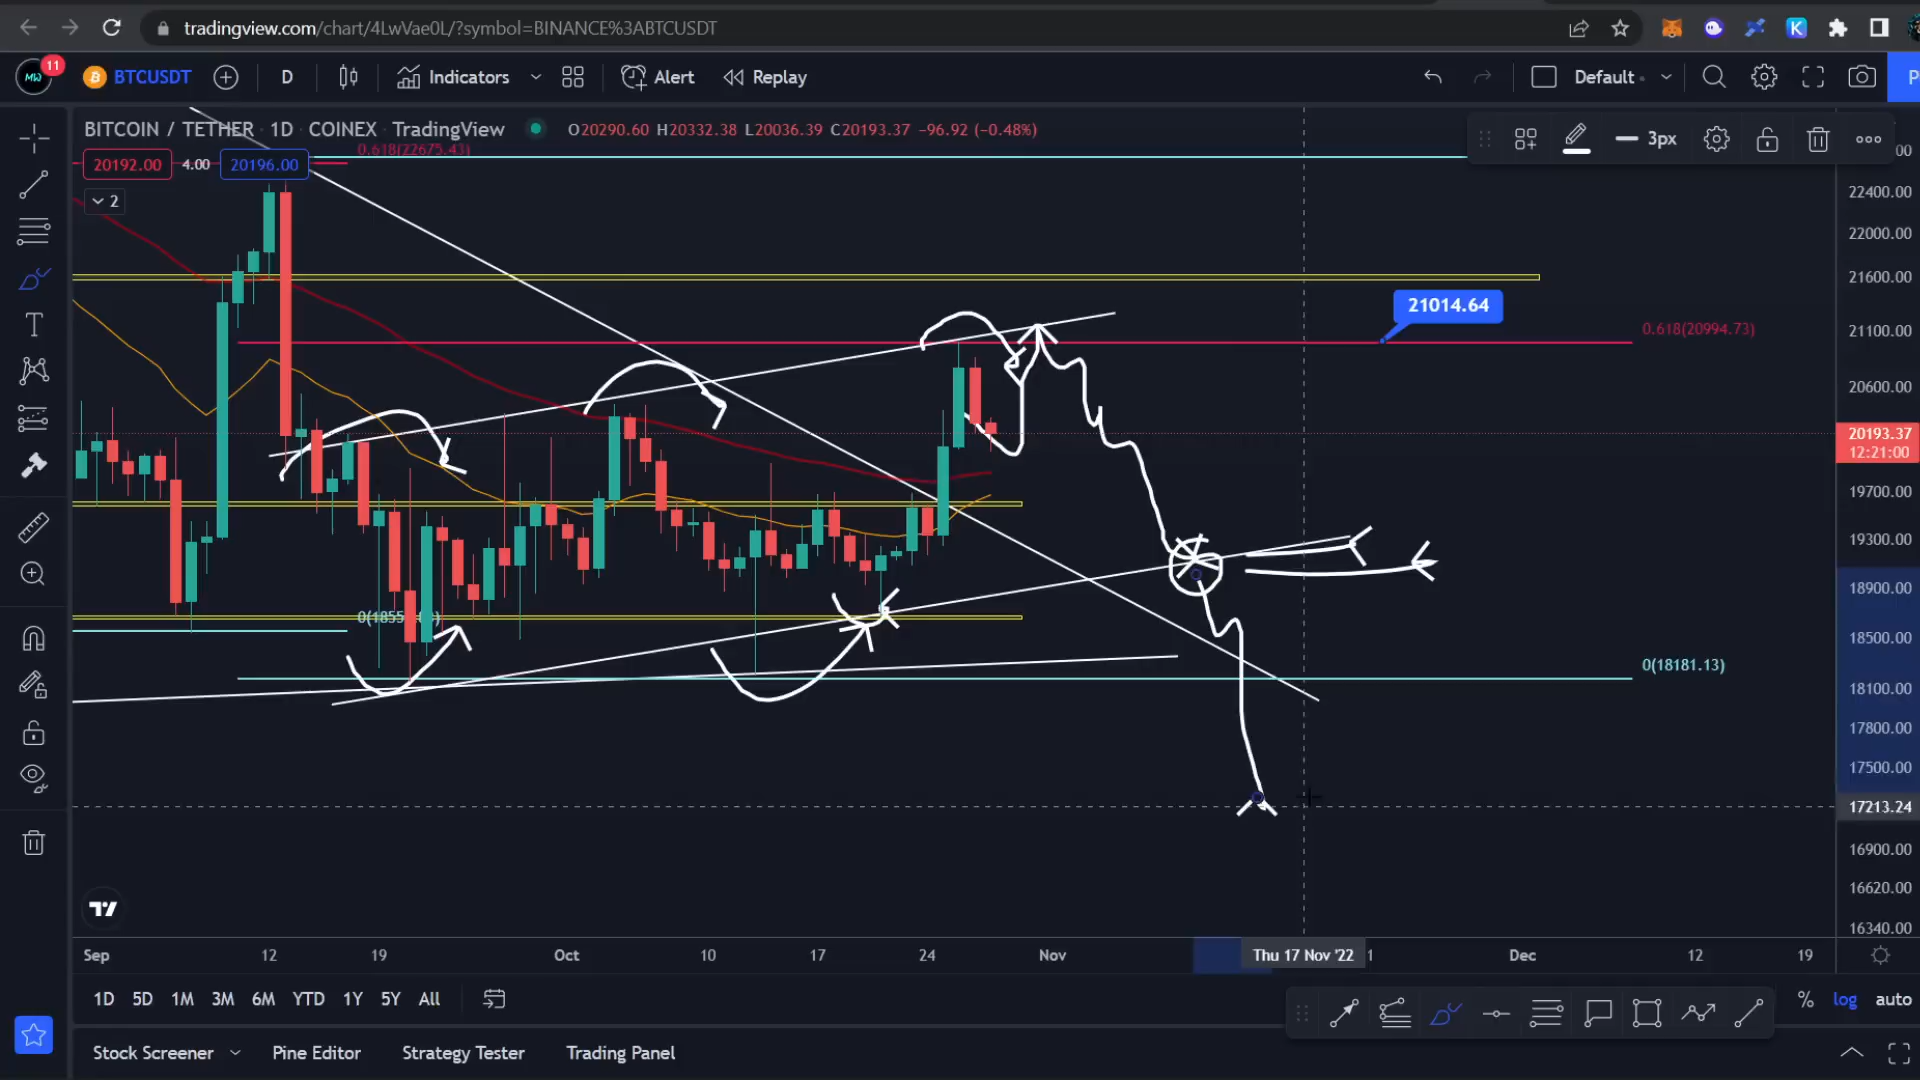 tradingview.com/chart/4LwVae0L/?symbol=BINANCE%3ABTCUSDT
MW 11 BTCUSDT D Indicators Alert Replay Default P
BITCOIN / TETHER · 1D · COINEX · TradingView O20290.60 H20332.38 L20036.39 C20193.37 −96.92 (−0.48%)
3px
0.618(22675.43)
20192.00 4.00 20196.00
2
22400.00
22000.00
21600.00
21014.64
0.618(20994.73)
21100.00
20600.00
20193.37
12:21:00
19700.00
19300.00
18900.00
18500.00
0(18181.13)
18100.00
17800.00
17500.00
17213.24
16900.00
16620.00
16340.00
Sep 12 19 Oct 10 17 24 Nov Thu 17 Nov '22 Dec 12 19
1D 5D 1M 3M 6M YTD 1Y 5Y All % log auto
Stock Screener Pine Editor Strategy Tester Trading Panel